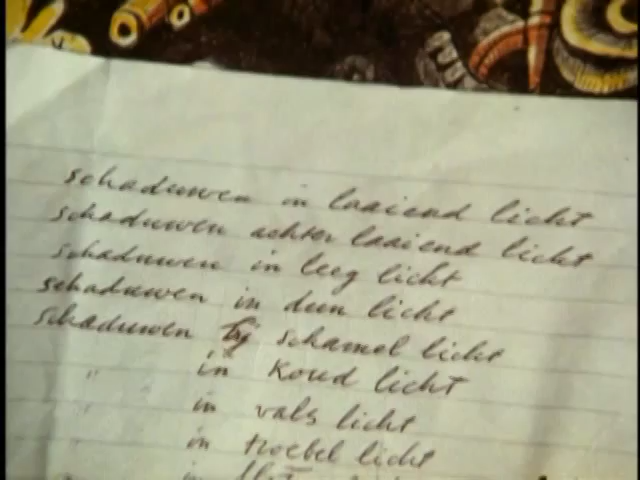 schaduwen in laaiend licht
schaduwen achter laaiend licht
schaduwen in leeg licht
schaduwen in dun licht
schaduwen bij schamel licht
" in koud licht
" in vals licht
" in troebel licht
in